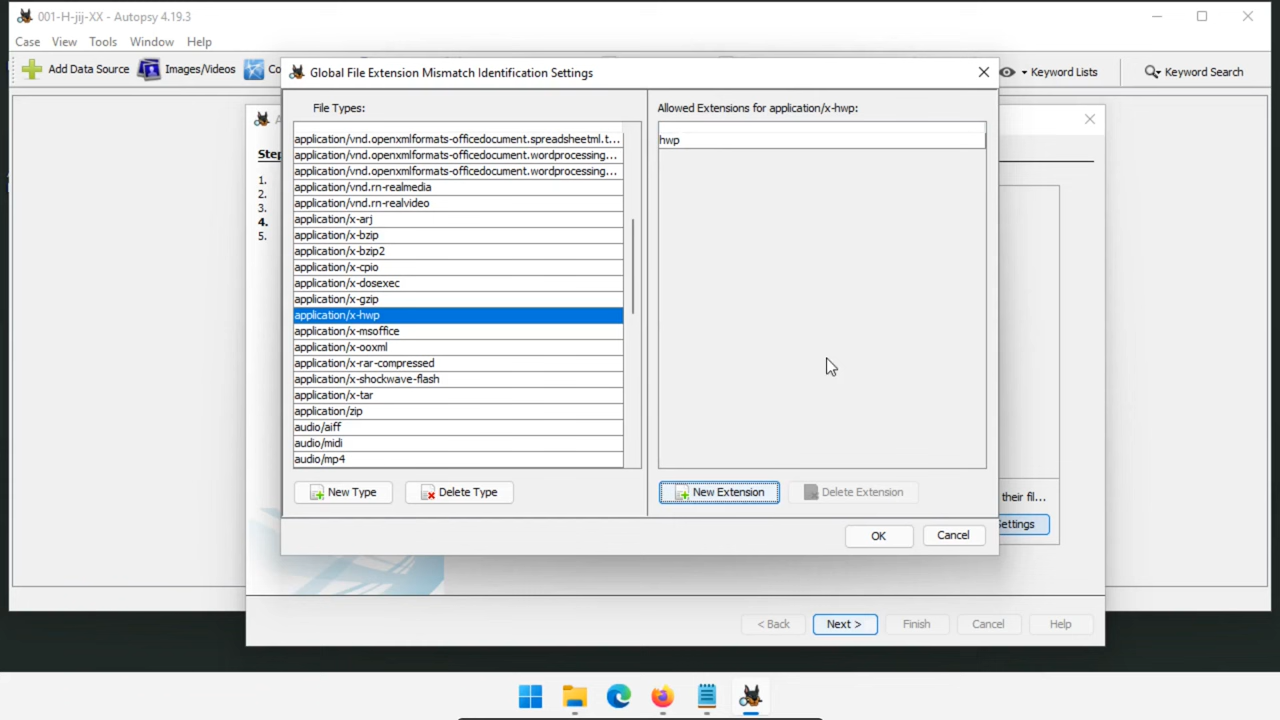 001-H-jij-XX - Autopsy 4.19.3
Case View Tools Window Help
Add Data Source Images/Videos Co Keyword Lists Keyword Search
Global File Extension Mismatch Identification Settings
File Types:
Allowed Extensions for application/x-hwp:
application/vnd.openxmlformats-officedocument.spreadsheetml.t...
hwp
application/vnd.openxmlformats-officedocument.wordprocessing...
application/vnd.openxmlformats-officedocument.wordprocessing...
application/vnd.rn-realmedia
application/vnd.rn-realvideo
application/x-arj
application/x-bzip
application/x-bzip2
application/x-cpio
application/x-dosexec
application/x-gzip
application/x-hwp
application/x-msoffice
application/x-ooxml
application/x-rar-compressed
application/x-shockwave-flash
application/x-tar
application/zip
audio/aiff
audio/midi
audio/mp4
New Type Delete Type New Extension Delete Extension
OK Cancel
Step
1.
2.
3.
4.
5.
their fil...
Settings
< Back Next > Finish Cancel Help